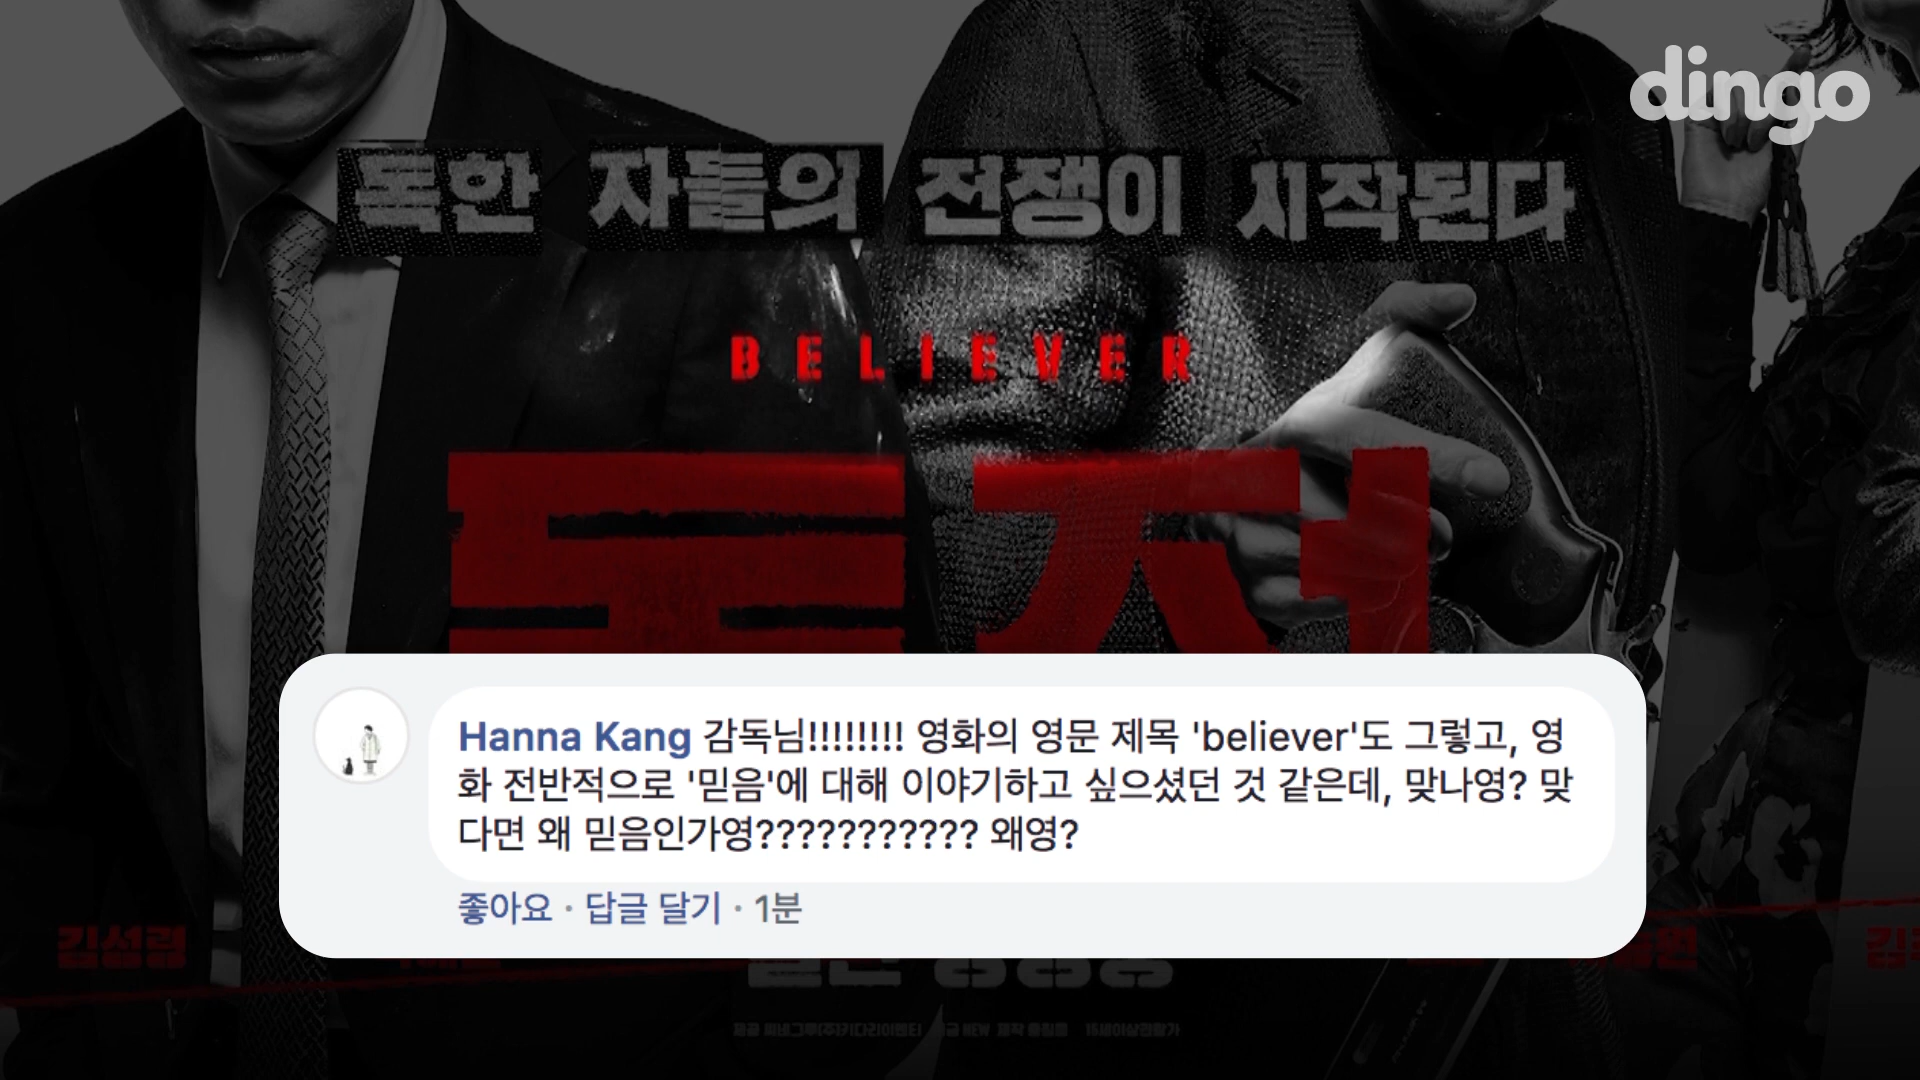 dingo
독한 자들의 전쟁이 시작된다
BELIEVER
독전
Hanna Kang 감독님!!!!!!!! 영화의 영문 제목 'believer'도 그렇고, 영
화 전반적으로 '믿음'에 대해 이야기하고 싶으셨던 것 같은데, 맞나영? 맞
다면 왜 믿음인가영??????????? 왜영?
좋아요 · 답글 달기 · 1분
김성령